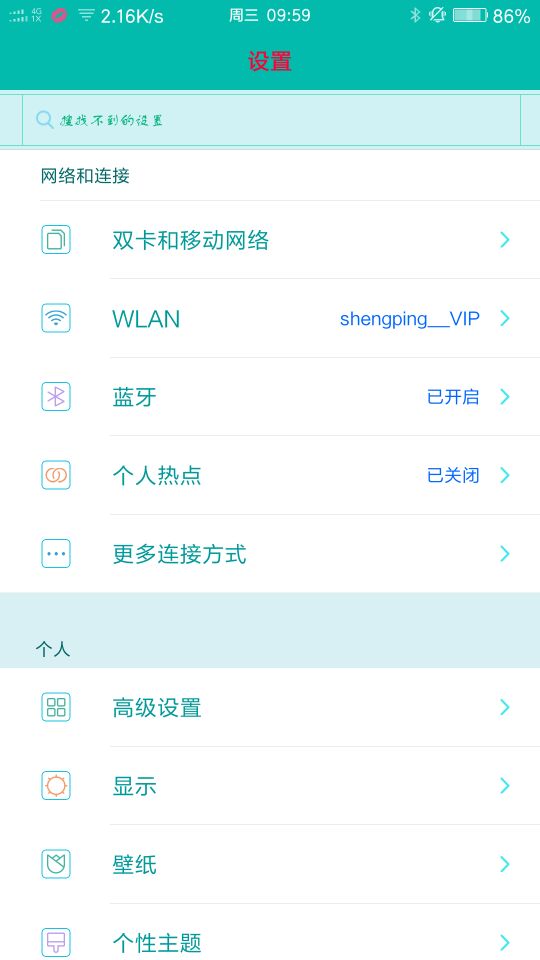 4G
1X
2.16K/s
周三 09:59
86%
设置
搜找不到的设置
网络和连接
双卡和移动网络
WLAN
shengping__VIP
蓝牙
已开启
个人热点
已关闭
更多连接方式
个人
高级设置
显示
壁纸
个性主题